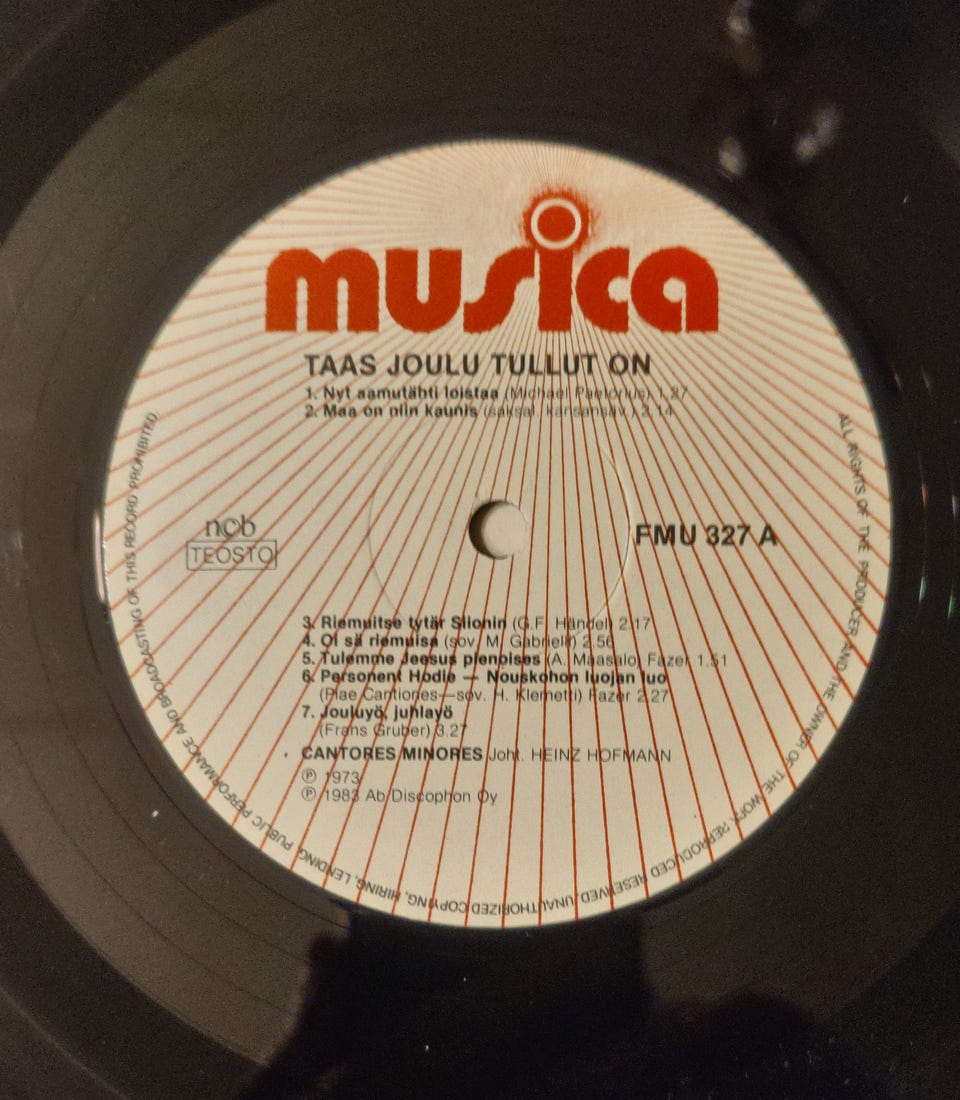 musica
TAAS JOULU TULLUT ON
1. Nyt aamutähti loistaa (Michael Paetorius) 1.27
2. Maa on niin kaunis (saksal. kansansäv.) 2.14
ncb
TEOSTO
FMU 327 A
3. Riemuitse tytär Siionin (G.F. Händel) 2.17
4. Oi sä riemuisa (sov. M. Gabriel) 2.56
5. Tulemme Jeesus pienoises (A. Maasalo) Fazer 1.51
6. Personent Hodie — Nouskohon luojan luo
(Piae Cantiones—sov. H. Klemetti) Fazer 2.27
7. Jouluyö, juhlayö
(Frans Gruber) 3.27
CANTORES MINORES Joht. HEINZ HOFMANN
℗ 1973
℗ 1983 Ab Discophon Oy
ALL RIGHTS OF THE PRODUCER AND THE OWNER OF THE WORK REPRODUCED RESERVED. UNAUTHORIZED COPYING, HIRING, LENDING, PUBLIC PERFORMANCE AND BROADCASTING OF THIS RECORD PROHIBITED.